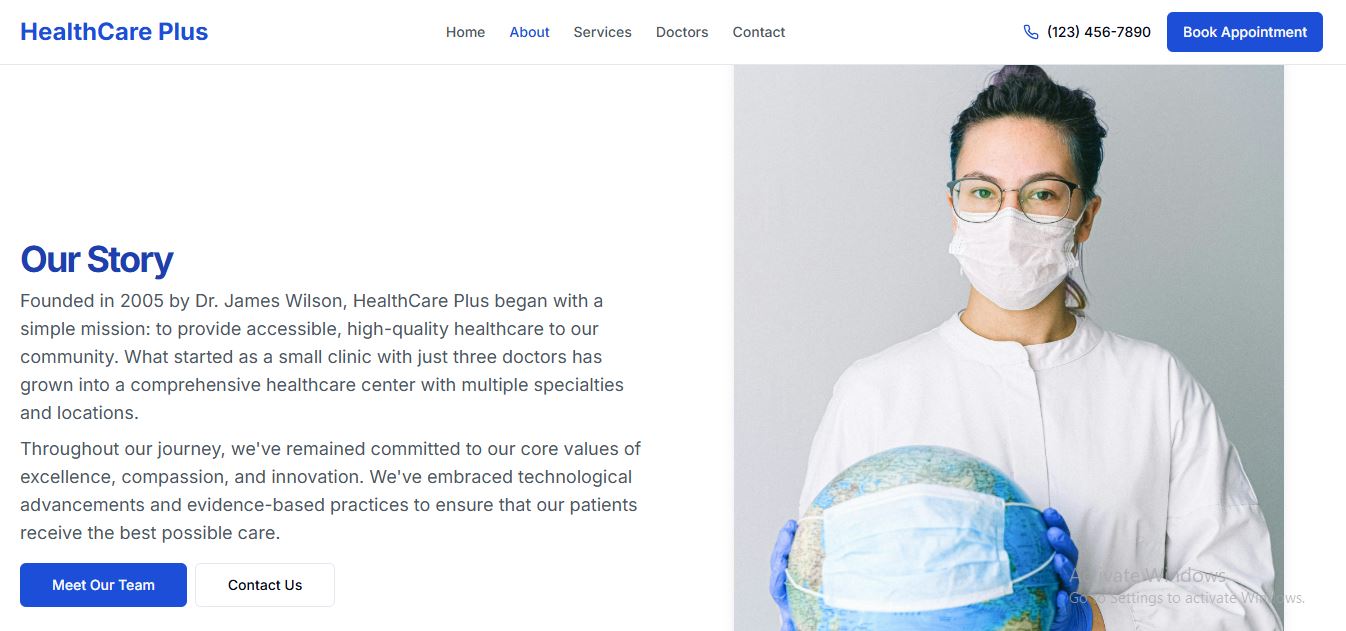 HealthCare Plus
Home
About
Services
Doctors
Contact
(123) 456-7890
Book Appointment
Our Story
Founded in 2005 by Dr. James Wilson, HealthCare Plus began with a
simple mission: to provide accessible, high-quality healthcare to our
community. What started as a small clinic with just three doctors has
grown into a comprehensive healthcare center with multiple specialties
and locations.
Throughout our journey, we've remained committed to our core values of
excellence, compassion, and innovation. We've embraced technological
advancements and evidence-based practices to ensure that our patients
receive the best possible care.
Meet Our Team
Contact Us
Activate Windows
Go to Settings to activate Windows.